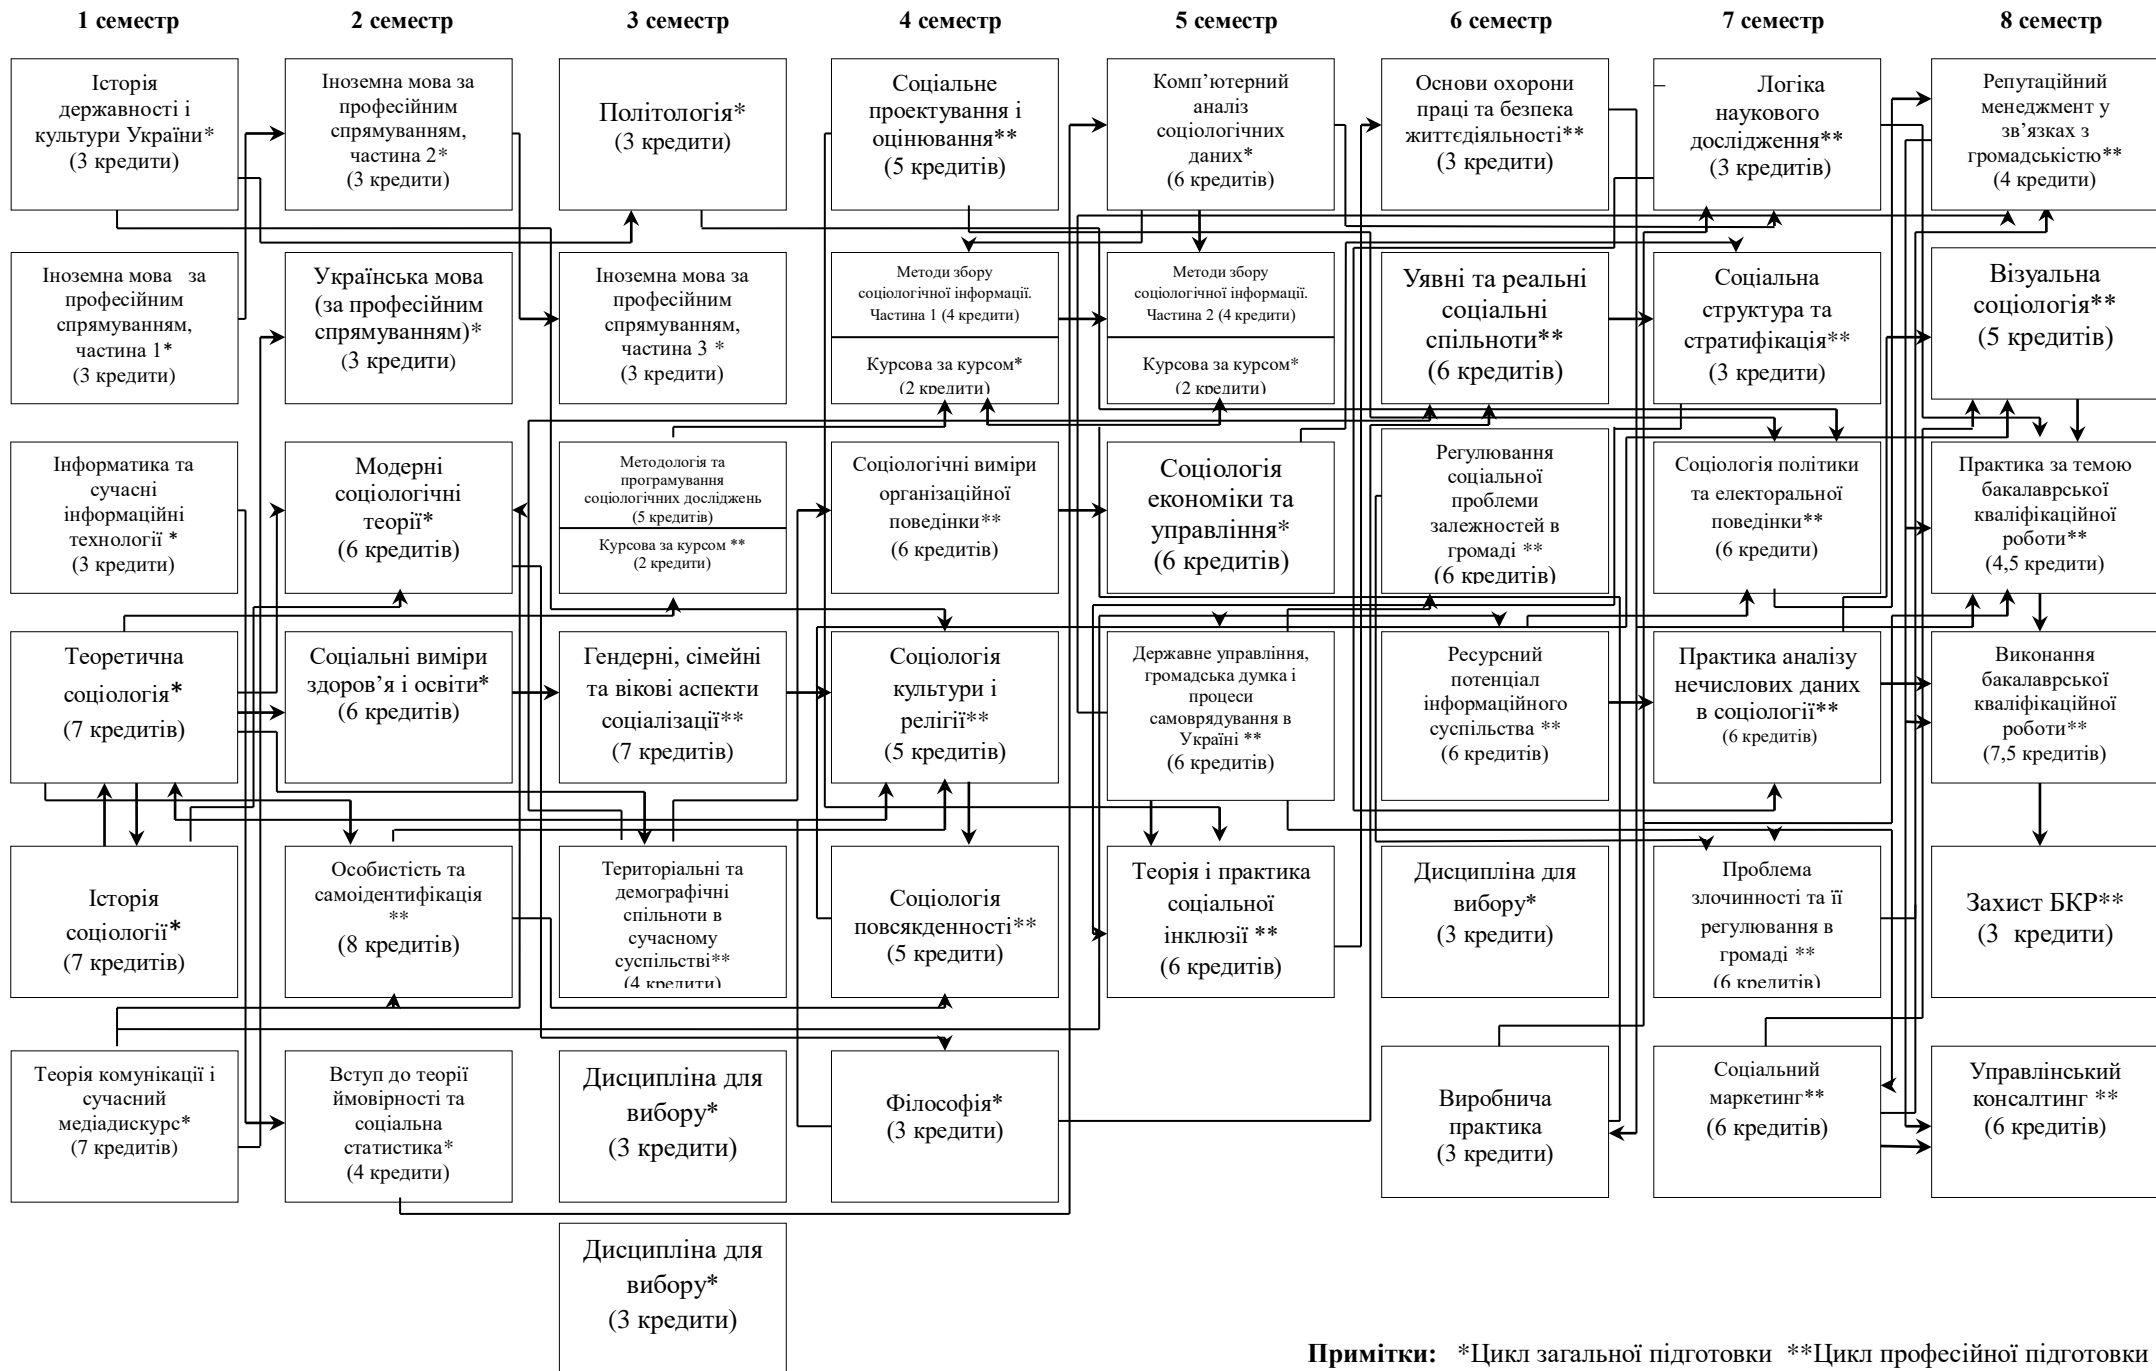 1 семестр
2 семестр
3 семестр
4 семестр
5 семестр
6 семестр
7 семестр
8 семестр
Історія
державності і
культури України*
(3 кредити)
Іноземна мова за
професійним
спрямуванням,
частина 2*
(3 кредити)
Політологія*
(3 кредити)
Соціальне
проектування і
оцінювання**
(5 кредитів)
Комп’ютерний
аналіз
соціологічних
даних*
(6 кредитів)
Основи охорони
праці та безпека
життєдіяльності**
(3 кредити)
Логіка
наукового
дослідження**
(3 кредитів)
Репутаційний
менеджмент у
зв’язках з
громадськістю**
(4 кредити)
Іноземна мова за
професійним
спрямуванням,
частина 1*
(3 кредити)
Українська мова
(за професійним
спрямуванням)*
(3 кредити)
Іноземна мова за
професійним
спрямуванням,
частина 3 *
(3 кредити)
Методи збору
соціологічної інформації.
Частина 1 (4 кредити)
Курсова за курсом*
(2 кредити)
Методи збору
соціологічної інформації.
Частина 2 (4 кредити)
Курсова за курсом*
(2 кредити)
Уявні та реальні
соціальні
спільноти**
(6 кредитів)
Соціальна
структура та
стратифікація**
(3 кредити)
Візуальна
соціологія**
(5 кредитів)
Інформатика та
сучасні
інформаційні
технології *
(3 кредити)
Модерні
соціологічні
теорії*
(6 кредитів)
Методологія та
програмування
соціологічних досліджень
(5 кредитів)
Курсова за курсом **
(2 кредити)
Соціологічні виміри
організаційної
поведінки**
(6 кредитів)
Соціологія
економіки та
управління*
(6 кредитів)
Регулювання
соціальної
проблеми
залежностей в
громаді **
(6 кредитів)
Соціологія політики
та електоральної
поведінки**
(6 кредити)
Практика за темою
бакалаврської
кваліфікаційної
роботи**
(4,5 кредити)
Теоретична
соціологія*
(7 кредитів)
Соціальні виміри
здоров’я і освіти*
(6 кредитів)
Гендерні, сімейні
та вікові аспекти
соціалізації**
(7 кредитів)
Соціологія
культури і
релігії**
(5 кредити)
Державне управління,
громадська думка і
процеси
самоврядування в
Україні **
(6 кредитів)
Ресурсний
потенціал
інформаційного
суспільства **
(6 кредитів)
Практика аналізу
нечислових даних
в соціології**
(6 кредитів)
Виконання
бакалаврської
кваліфікаційної
роботи**
(7,5 кредитів)
Історія
соціології*
(7 кредитів)
Особистість та
самоідентифікація
**
(8 кредитів)
Територіальні та
демографічні
спільноти в
сучасному
суспільстві**
(4 кредити)
Соціологія
повсякденності**
(5 кредити)
Теорія і практика
соціальної
інклюзії **
(6 кредитів)
Дисципліна для
вибору*
(3 кредити)
Проблема
злочинності та її
регулювання в
громаді **
(6 кредитів)
Захист БКР**
(3 кредити)
Теорія комунікації і
сучасний
медіадискурс*
(7 кредитів)
Вступ до теорії
ймовірності та
соціальна
статистика*
(4 кредити)
Дисципліна для
вибору*
(3 кредити)
Філософія*
(3 кредити)
Виробнича
практика
(3 кредити)
Соціальний
маркетинг**
(6 кредитів)
Управлінський
консалтинг **
(6 кредитів)
Дисципліна для
вибору*
(3 кредити)
Примітки: *Цикл загальної підготовки **Цикл професійної підготовки